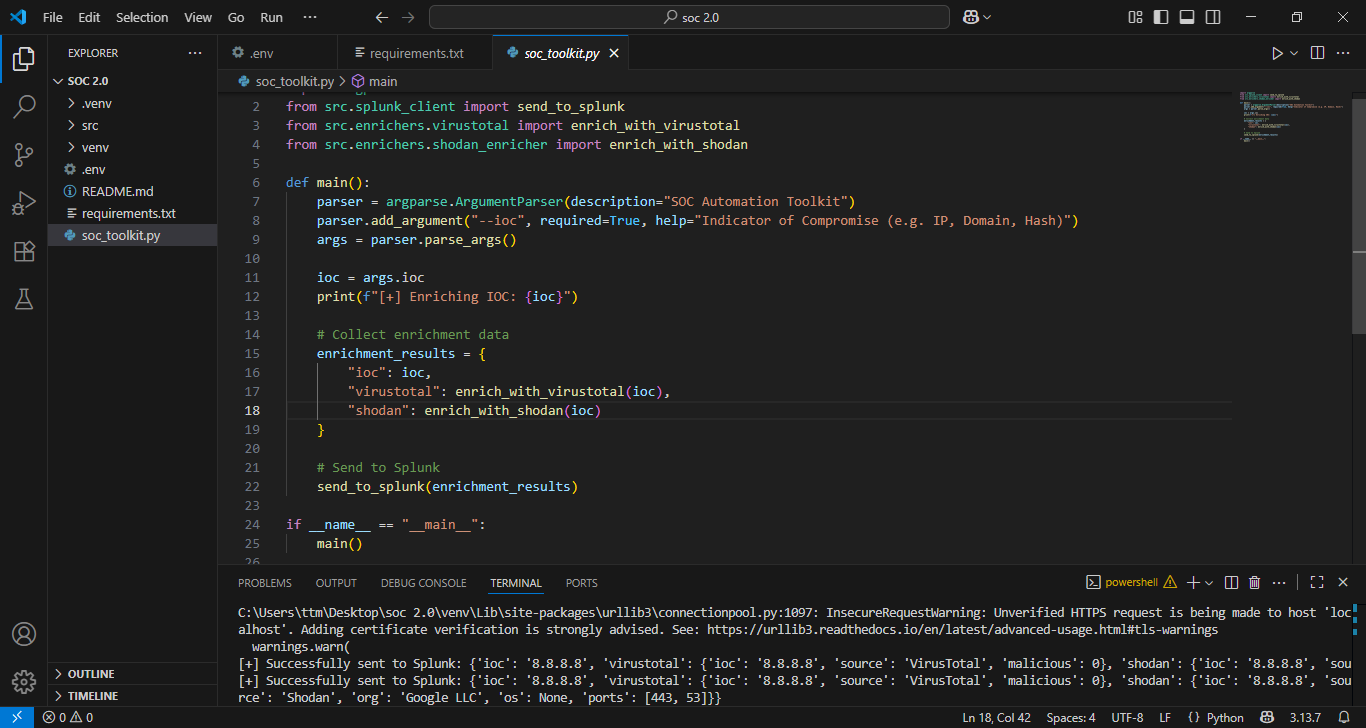 File Edit Selection View Go Run ··· soc 2.0
EXPLORER ···
SOC 2.0
.venv
src
venv
.env
README.md
requirements.txt
soc_toolkit.py
OUTLINE
TIMELINE
.env requirements.txt soc_toolkit.py
soc_toolkit.py > main
2 from src.splunk_client import send_to_splunk
3 from src.enrichers.virustotal import enrich_with_virustotal
4 from src.enrichers.shodan_enricher import enrich_with_shodan
5
6 def main():
7 parser = argparse.ArgumentParser(description="SOC Automation Toolkit")
8 parser.add_argument("--ioc", required=True, help="Indicator of Compromise (e.g. IP, Domain, Hash)")
9 args = parser.parse_args()
10
11 ioc = args.ioc
12 print(f"[+] Enriching IOC: {ioc}")
13
14 # Collect enrichment data
15 enrichment_results = {
16 "ioc": ioc,
17 "virustotal": enrich_with_virustotal(ioc),
18 "shodan": enrich_with_shodan(ioc)
19 }
20
21 # Send to Splunk
22 send_to_splunk(enrichment_results)
23
24 if __name__ == "__main__":
25 main()
26
PROBLEMS OUTPUT DEBUG CONSOLE TERMINAL PORTS powershell
C:\Users\ttm\Desktop\soc 2.0\venv\Lib\site-packages\urllib3\connectionpool.py:1097: InsecureRequestWarning: Unverified HTTPS request is being made to host 'loc
alhost'. Adding certificate verification is strongly advised. See: https://urllib3.readthedocs.io/en/latest/advanced-usage.html#tls-warnings
warnings.warn(
[+] Successfully sent to Splunk: {'ioc': '8.8.8.8', 'virustotal': {'ioc': '8.8.8.8', 'source': 'VirusTotal', 'malicious': 0}, 'shodan': {'ioc': '8.8.8.8', 'sou
[+] Successfully sent to Splunk: {'ioc': '8.8.8.8', 'virustotal': {'ioc': '8.8.8.8', 'source': 'VirusTotal', 'malicious': 0}, 'shodan': {'ioc': '8.8.8.8', 'sou
rce': 'Shodan', 'org': 'Google LLC', 'os': None, 'ports': [443, 53]}}
0 0 Ln 18, Col 42 Spaces: 4 UTF-8 LF {} Python 3.13.7